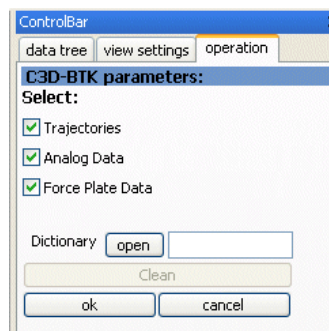 ControlBar
data tree view settings operation
C3D-BTK parameters:
Select:
Trajectories
Analog Data
Force Plate Data
Dictionary open
Clean
ok cancel